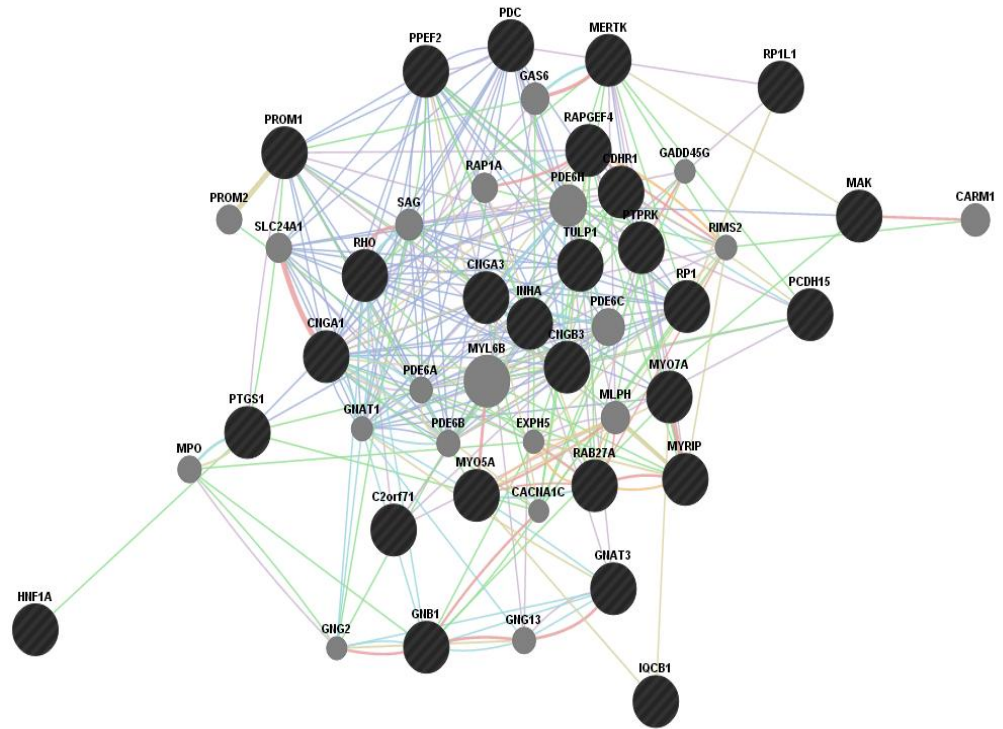 PDC
PPEF2
MERTK
RP1L1
GAS6
PROM1
RAPGEF4
CDHR1
GADD45G
RAP1A
PDE6H
MAK
CARM1
PROM2
SAG
PTPRK
SLC24A1
RIMS2
TULP1
RHO
CNGA3
RP1
PCDH15
INHA
PDE6C
CNGA1
CNGB3
MYL6B
MYO7A
PDE6A
PTGS1
MLPH
GNAT1
PDE6B
EXPH5
MPO
MYRIP
RAB27A
MYO5A
CACNA1C
C2orf71
GNAT3
HNF1A
GNB1
GNG13
GNG2
IQCB1